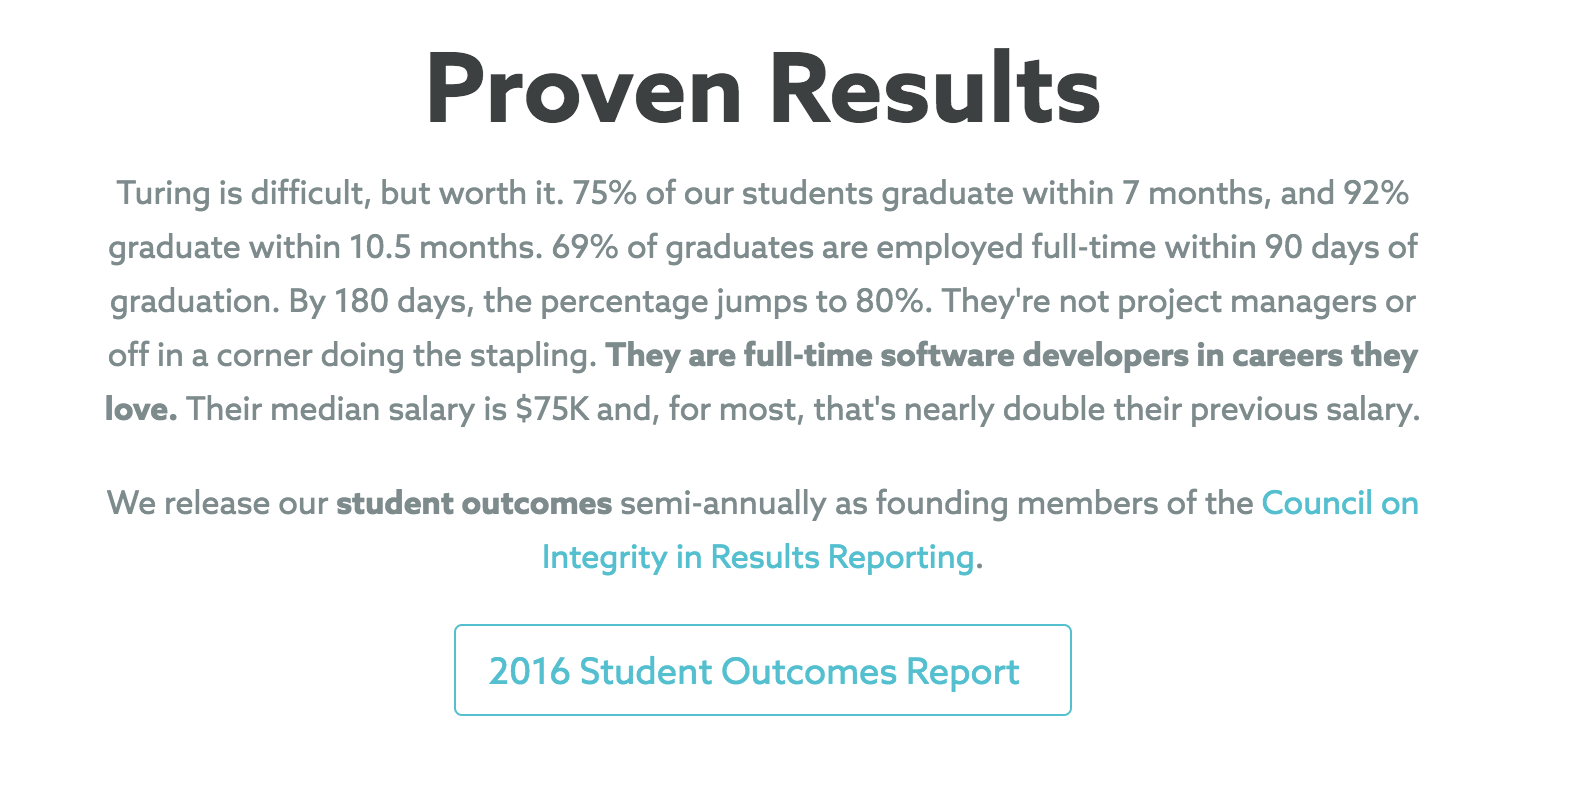 Proven Results
Turing is difficult, but worth it. 75% of our students graduate within 7 months, and 92%
graduate within 10.5 months. 69% of graduates are employed full-time within 90 days of
graduation. By 180 days, the percentage jumps to 80%. They're not project managers or
off in a corner doing the stapling. They are full-time software developers in careers they
love. Their median salary is $75K and, for most, that's nearly double their previous salary.
We release our student outcomes semi-annually as founding members of the Council on
Integrity in Results Reporting.
2016 Student Outcomes Report